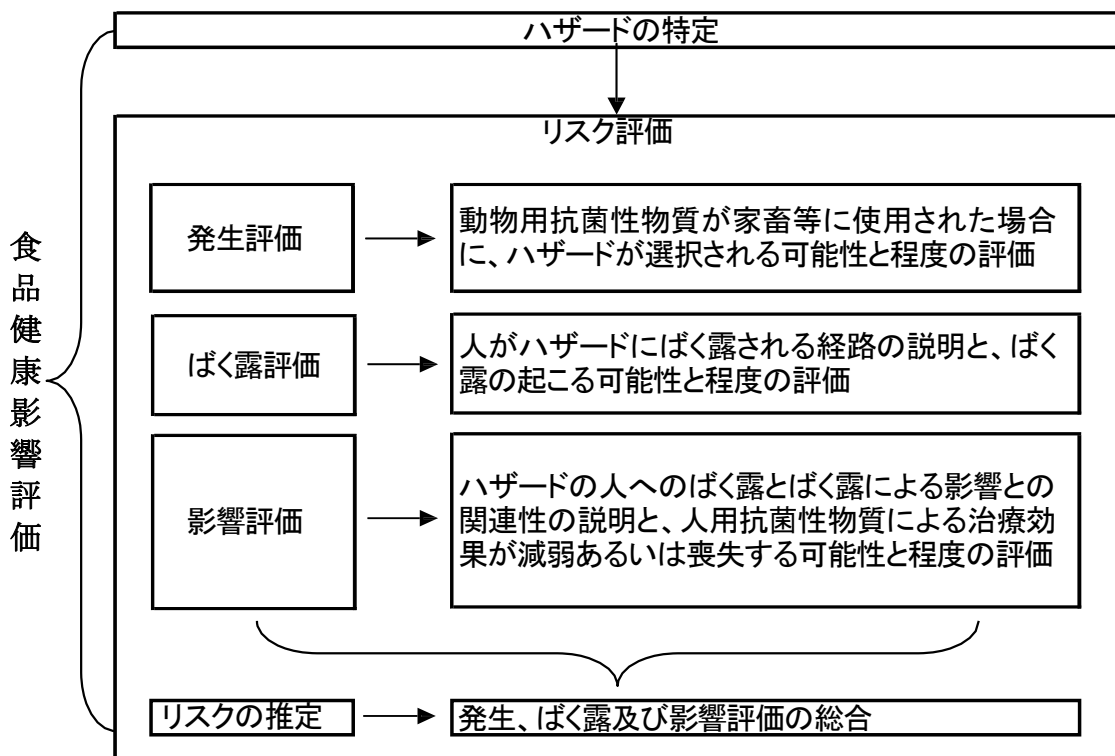 ハザードの特定
リスク評価
食品健康影響評価
発生評価
動物用抗菌性物質が家畜等に使用された場合
に、ハザードが選択される可能性と程度の評価
ばく露評価
人がハザードにばく露される経路の説明と、ばく
露の起こる可能性と程度の評価
影響評価
ハザードの人へのばく露とばく露による影響との
関連性の説明と、人用抗菌性物質による治療効
果が減弱あるいは喪失する可能性と程度の評価
リスクの推定
発生、ばく露及び影響評価の総合